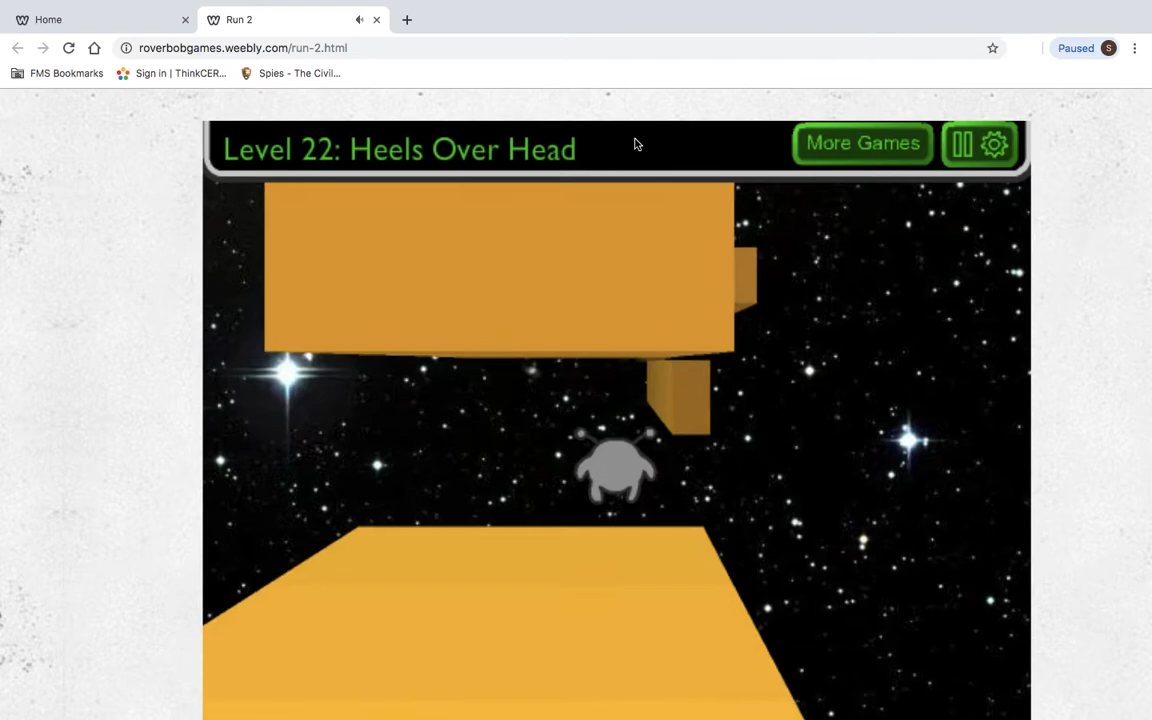 Home
Run 2
roverbobgames.weebly.com/run-2.html
Paused S
FMS Bookmarks
Sign in | ThinkCER...
Spies - The Civil...
Level 22: Heels Over Head
More Games